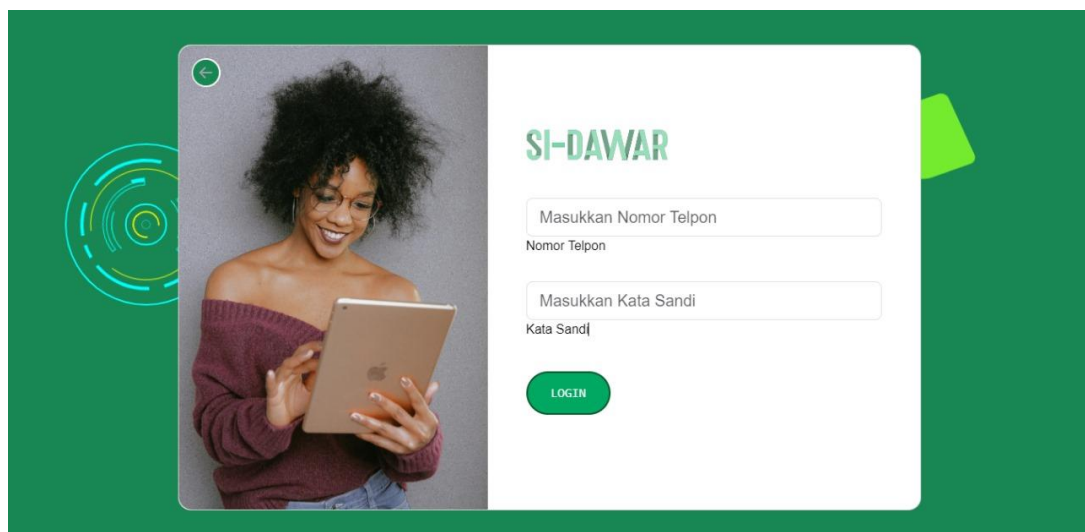 SI-DAWAR
Masukkan Nomor Telpon
Nomor Telpon
Masukkan Kata Sandi
Kata Sandi
LOGIN